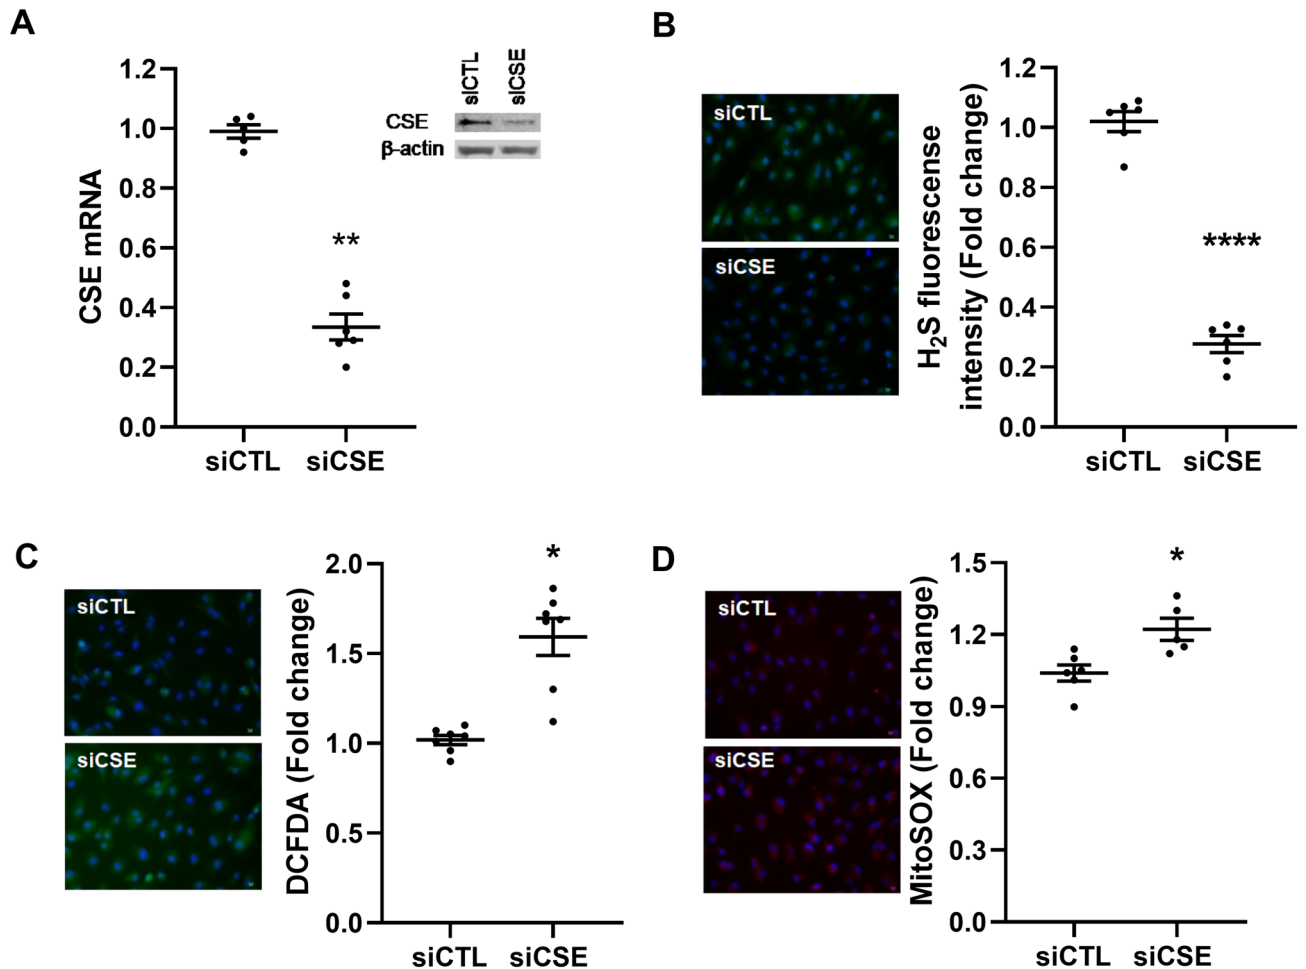 A
CSE mRNA
1.2
1.0
0.8
0.6
0.4
0.2
0.0
**
siCTL
siCSE
siCTL
siCSE
CSE
β-actin
B
siCTL
siCSE
H₂S fluorescense
intensity (Fold change)
1.2
1.0
0.8
0.6
0.4
0.2
0.0
****
siCTL
siCSE
C
siCTL
siCSE
DCFDA (Fold change)
2.0
1.5
1.0
0.5
0.0
*
siCTL
siCSE
D
siCTL
siCSE
MitoSOX (Fold change)
1.5
1.2
0.9
0.6
0.3
0.0
*
siCTL
siCSE